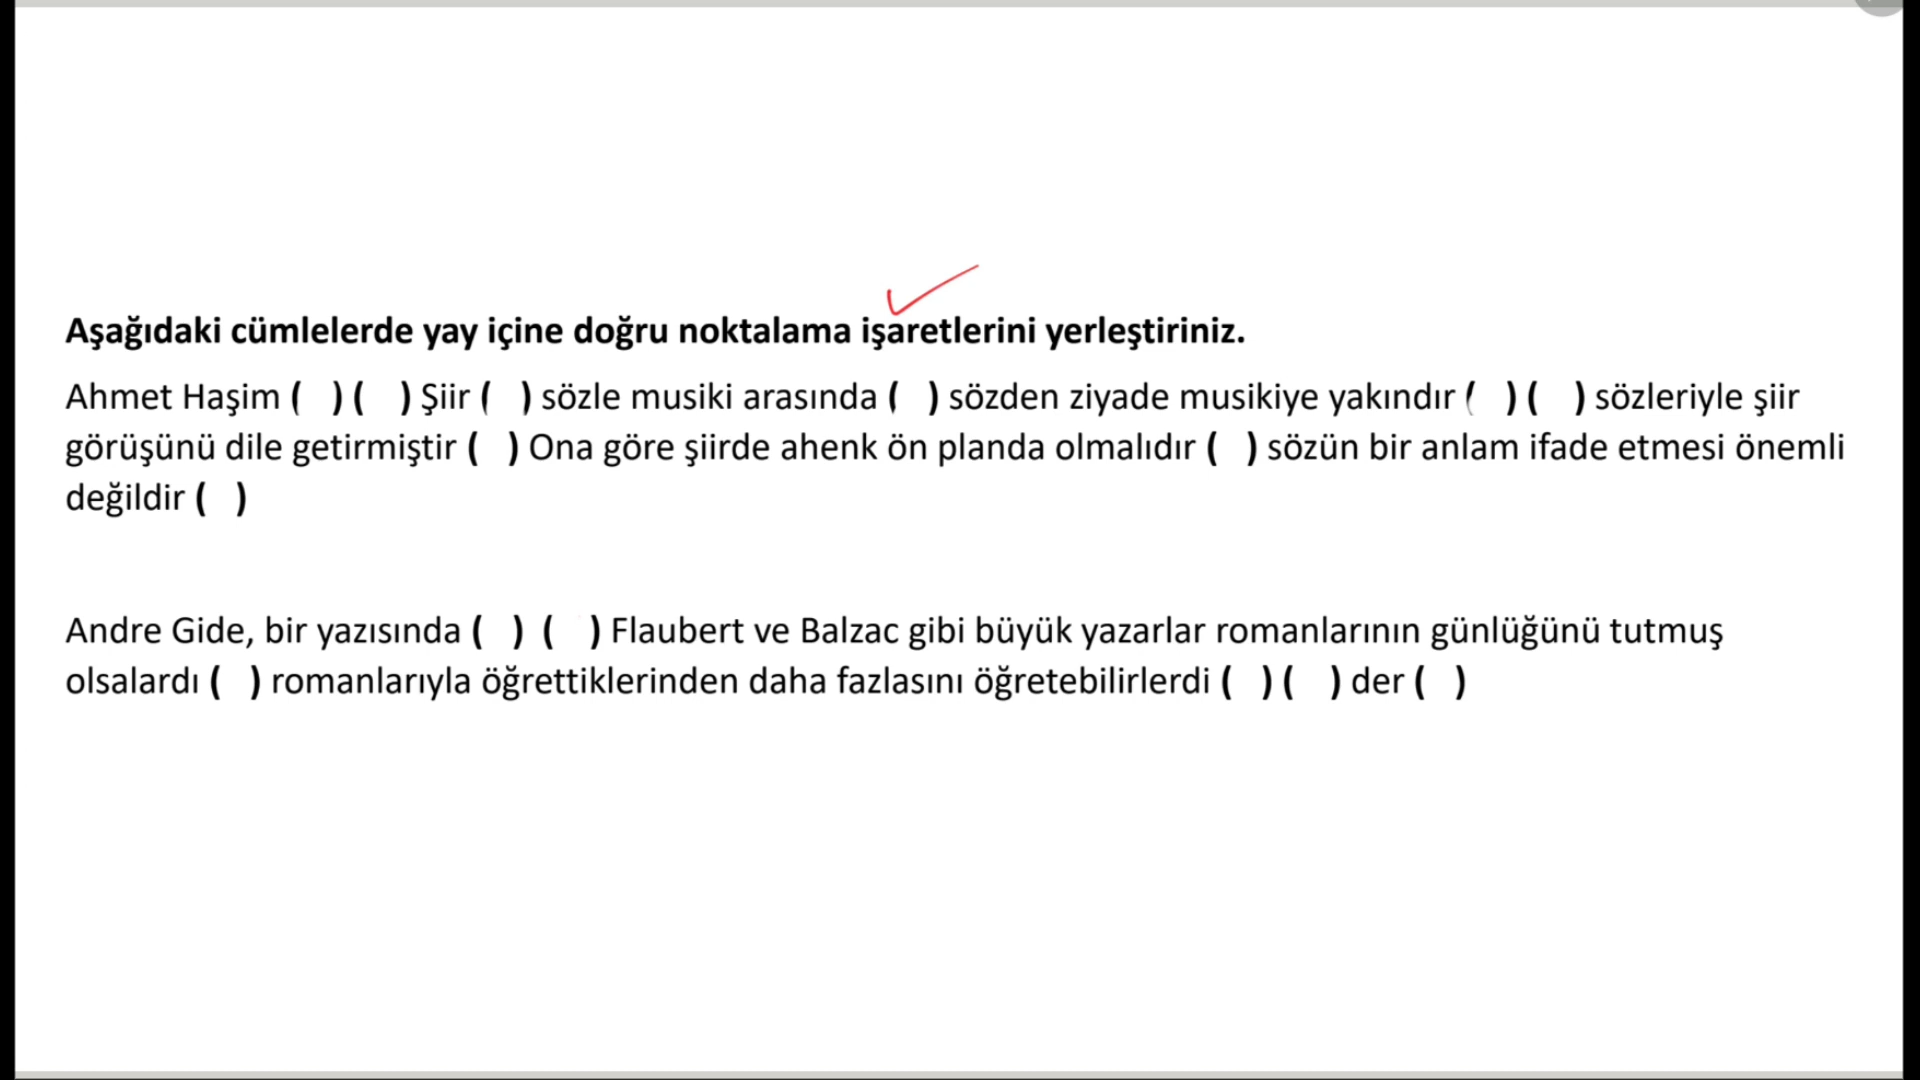 Aşağıdaki cümlelerde yay içine doğru noktalama işaretlerini yerleştiriniz.
Ahmet Haşim (   ) (   ) Şiir (   ) sözle musiki arasında (   ) sözden ziyade musikiye yakındır (   ) (   ) sözleriyle şiir
görüşünü dile getirmiştir (   ) Ona göre şiirde ahenk ön planda olmalıdır (   ) sözün bir anlam ifade etmesi önemli
değildir (   )
Andre Gide, bir yazısında (   ) (   ) Flaubert ve Balzac gibi büyük yazarlar romanlarının günlüğünü tutmuş
olsalardı (   ) romanlarıyla öğrettiklerinden daha fazlasını öğretebilirlerdi (   ) (   ) der (   )